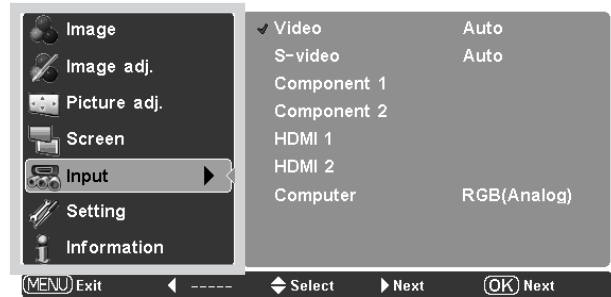 Image
Image adj.
Picture adj.
Screen
Input
Setting
Information
Video Auto
S-video Auto
Component 1
Component 2
HDMI 1
HDMI 2
Computer RGB(Analog)
MENU Exit ----- Select Next OK Next